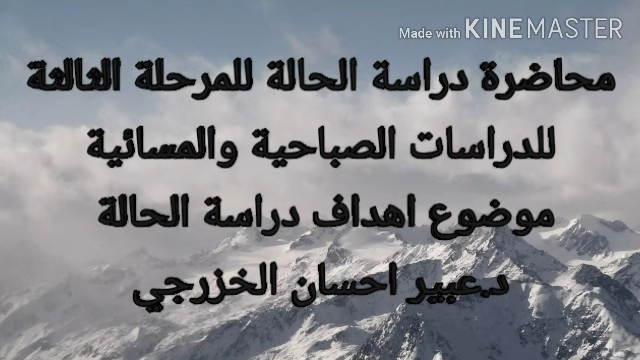 Made with KINEMASTER
محاضرة دراسة الحالة للمرحلة الثالثة
للدراسات الصباحية والمسائية
موضوع اهداف دراسة الحالة
د.عبير احسان الخزرجي